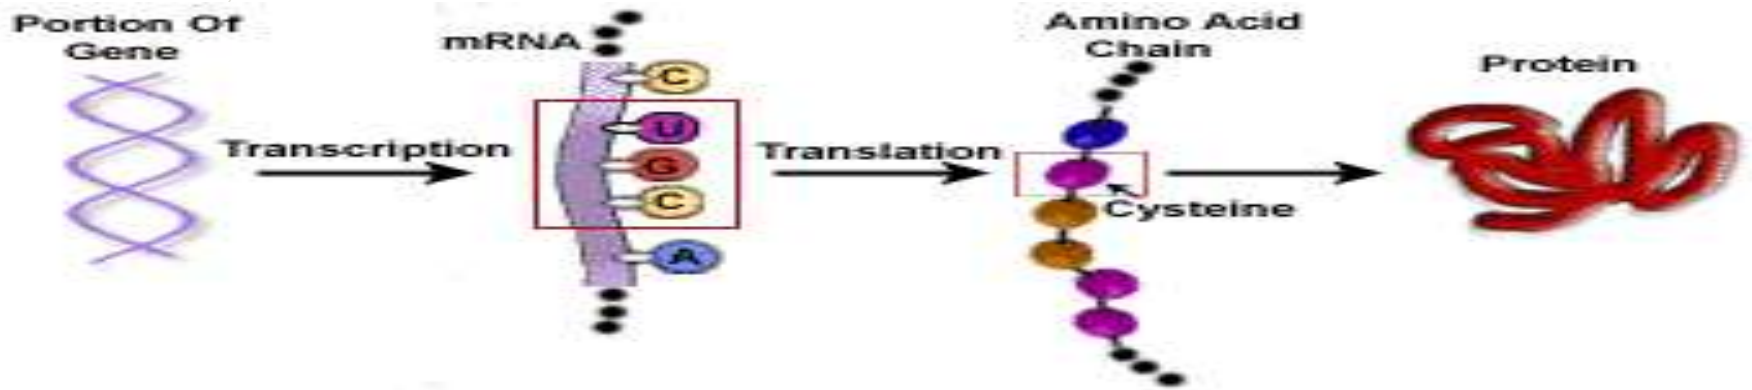 Portion Of
Gene
Transcription
mRNA
C
U
G
C
A
Translation
Amino Acid
Chain
Cysteine
Protein